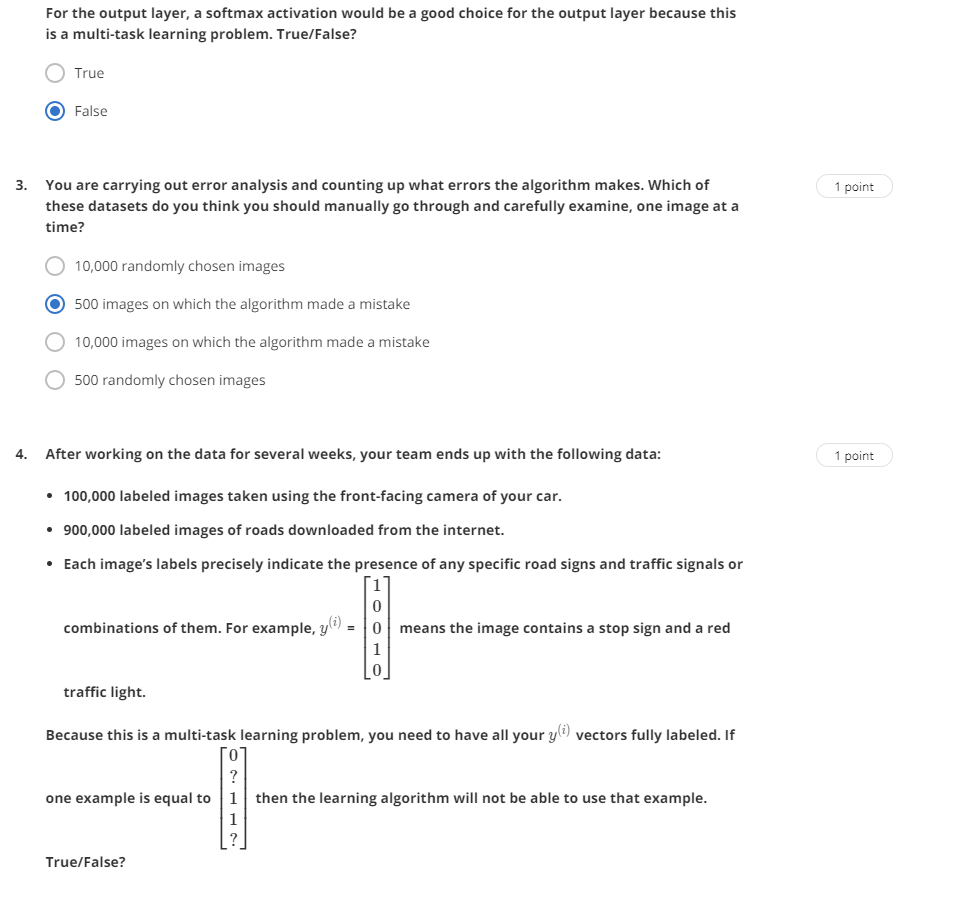 For the output layer, a softmax activation would be a good choice for the output layer because this
is a multi-task learning problem. True/False?
True
False
3. You are carrying out error analysis and counting up what errors the algorithm makes. Which of
these datasets do you think you should manually go through and carefully examine, one image at a
time?
1 point
10,000 randomly chosen images
500 images on which the algorithm made a mistake
10,000 images on which the algorithm made a mistake
500 randomly chosen images
4. After working on the data for several weeks, your team ends up with the following data:
1 point
• 100,000 labeled images taken using the front-facing camera of your car.
• 900,000 labeled images of roads downloaded from the internet.
• Each image’s labels precisely indicate the presence of any specific road signs and traffic signals or
combinations of them. For example, y(i) = [1 0 0 1 0] means the image contains a stop sign and a red
traffic light.
Because this is a multi-task learning problem, you need to have all your y(i) vectors fully labeled. If
one example is equal to [0 ? 1 1 ?] then the learning algorithm will not be able to use that example.
True/False?